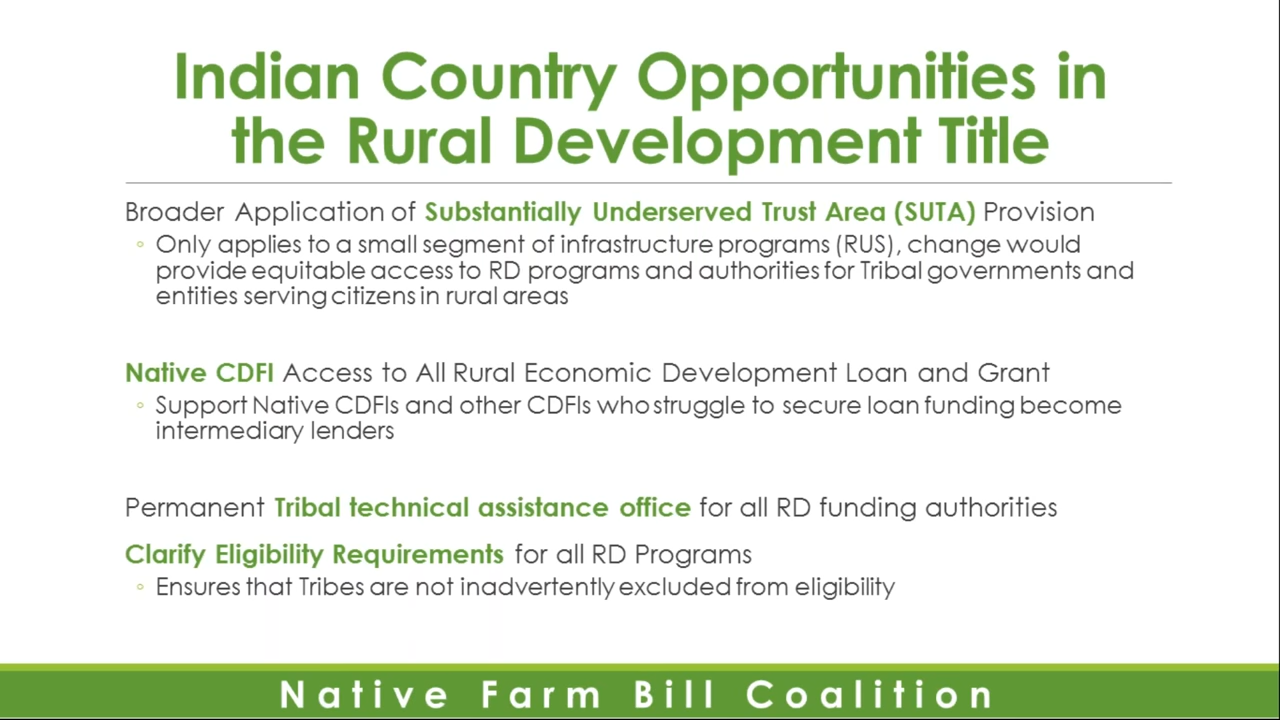 Indian Country Opportunities in
the Rural Development Title
Broader Application of Substantially Underserved Trust Area (SUTA) Provision
◦ Only applies to a small segment of infrastructure programs (RUS), change would
provide equitable access to RD programs and authorities for Tribal governments and
entities serving citizens in rural areas
Native CDFI Access to All Rural Economic Development Loan and Grant
◦ Support Native CDFIs and other CDFIs who struggle to secure loan funding become
intermediary lenders
Permanent Tribal technical assistance office for all RD funding authorities
Clarify Eligibility Requirements for all RD Programs
◦ Ensures that Tribes are not inadvertently excluded from eligibility
Native Farm Bill Coalition